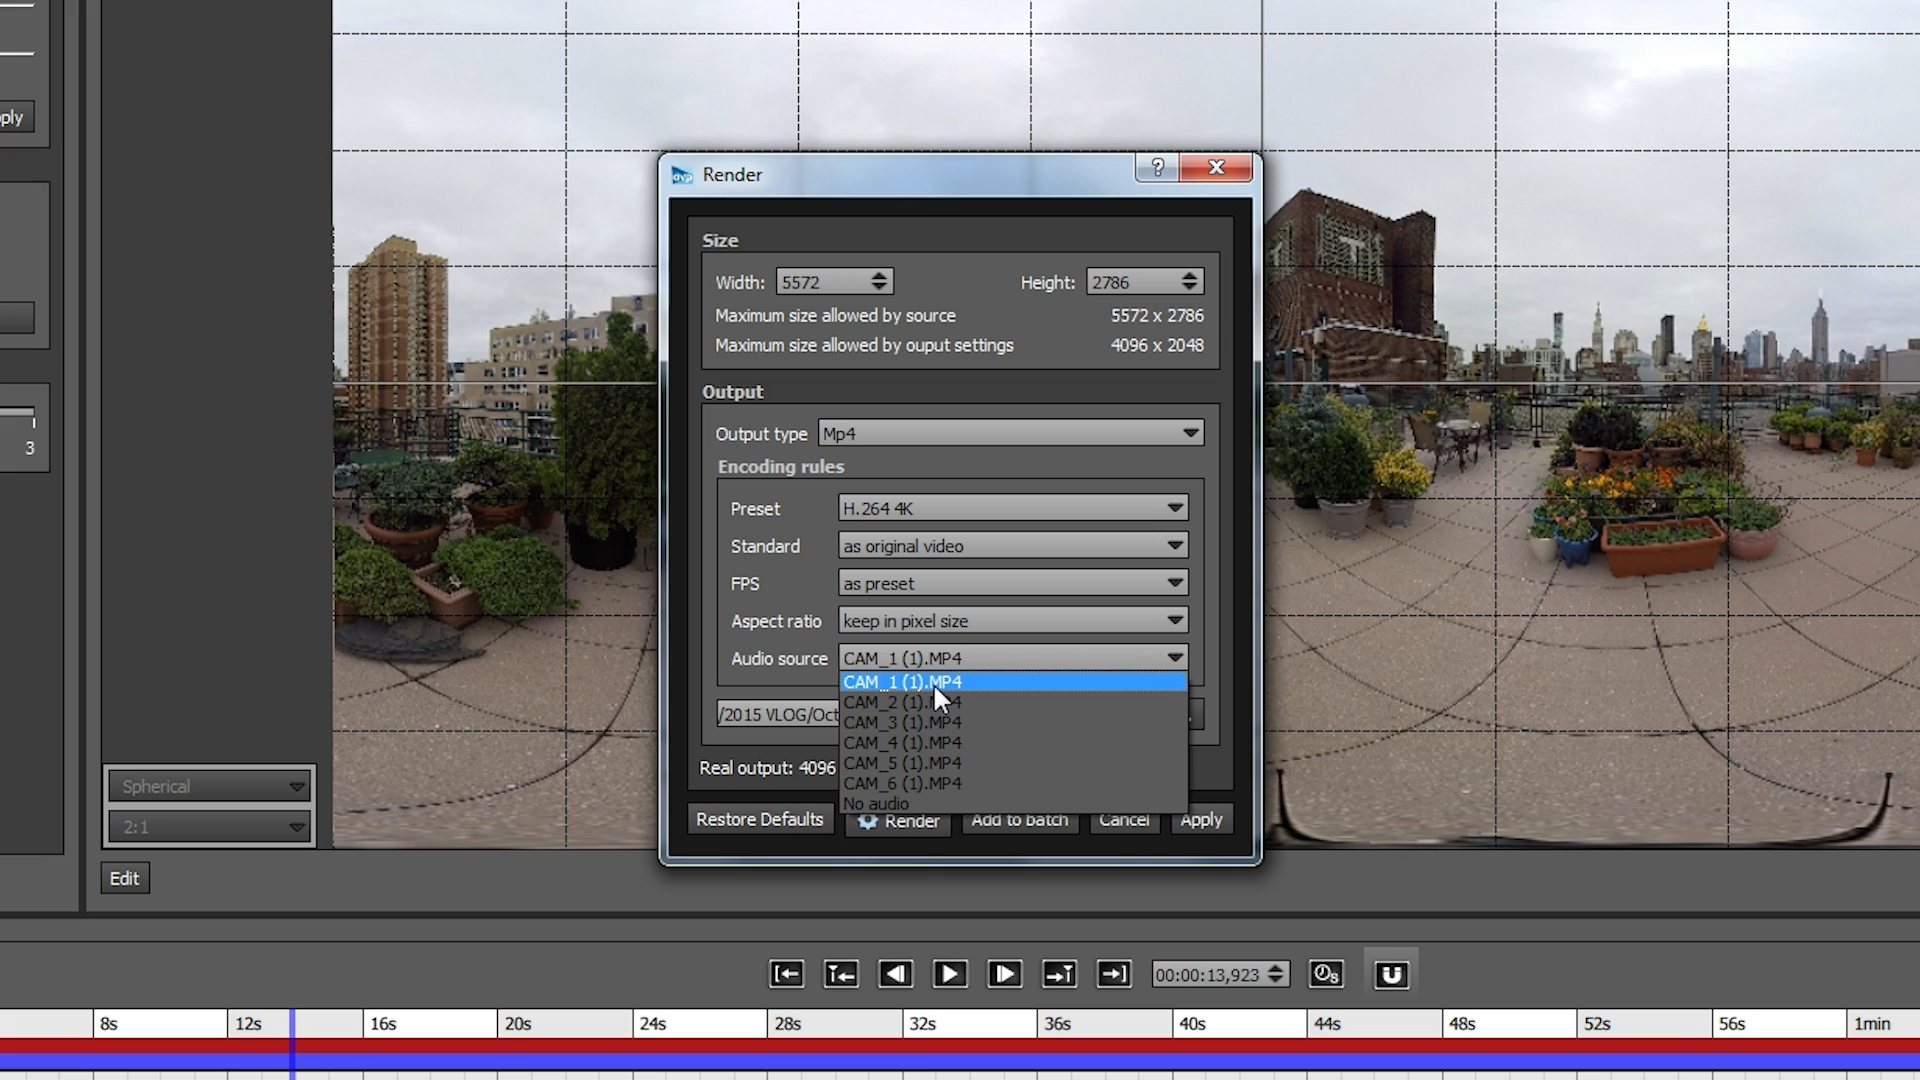 pply
3
Spherical
2:1
Edit
dvp Render ?
Size
Width: 5572 Height: 2786
Maximum size allowed by source 5572 x 2786
Maximum size allowed by ouput settings 4096 x 2048
Output
Output type Mp4
Encoding rules
Preset H.264 4K
Standard as original video
FPS as preset
Aspect ratio keep in pixel size
Audio source CAM_1 (1).MP4
CAM_1 (1).MP4
CAM_2 (1).MP4
CAM_3 (1).MP4
CAM_4 (1).MP4
CAM_5 (1).MP4
CAM_6 (1).MP4
No audio
/2015 VLOG/Oct
Real output: 4096
Restore Defaults Render Add to batch Cancel Apply
00:00:13,923
8s 12s 16s 20s 24s 28s 32s 36s 40s 44s 48s 52s 56s 1min